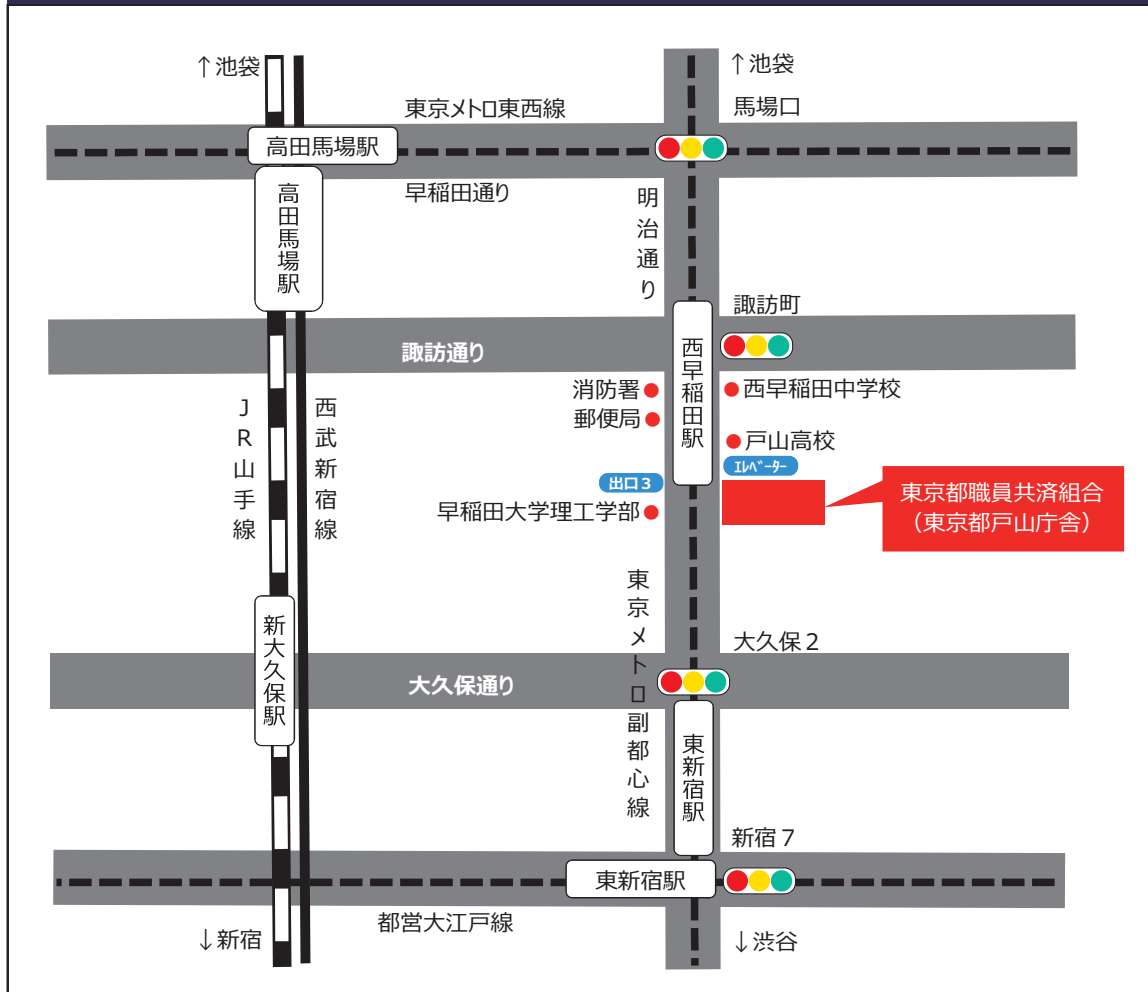 ↑池袋
↑池袋
東京メトロ東西線
馬場口
高田馬場駅
早稲田通り
高田馬場駅
明治通り
諏訪町
諏訪通り
西早稲田駅
消防署
西早稲田中学校
郵便局
戸山高校
エレベーター
出口3
早稲田大学理工学部
東京都職員共済組合
（東京都戸山庁舎）
JR山手線
西武新宿線
東京メトロ副都心線
新大久保駅
大久保2
大久保通り
東新宿駅
新宿7
東新宿駅
都営大江戸線
↓新宿
↓渋谷